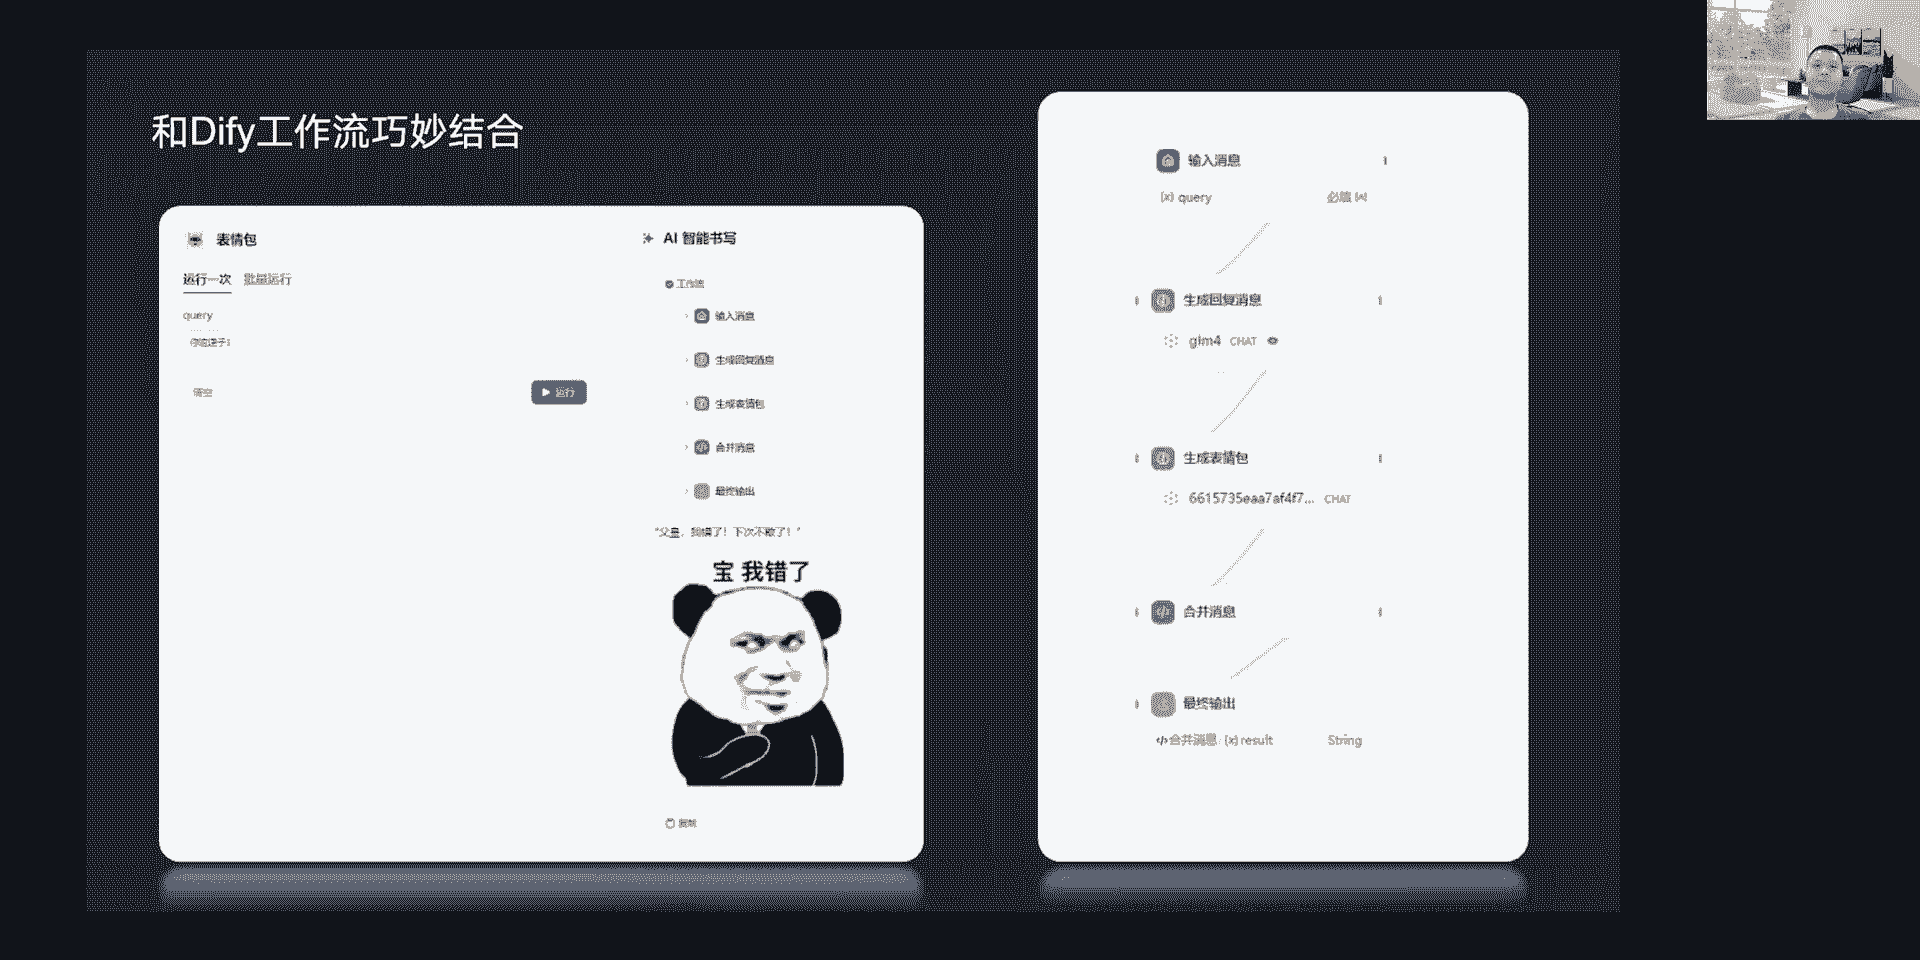 和Dify工作流巧妙结合
表情包
运行一次 批量运行
query
清空
运行
AI 智能书写
工作流
输入消息
生成回复消息
生成表情包
合并消息
最终输出
"父皇，我错了！下次不敢了！"
宝 我错了
复制
输入消息
{x} query
必填
生成回复消息
glm4 CHAT
生成表情包
6615735eaa7af4f7... CHAT
合并消息
最终输出
合并消息 {x} result String